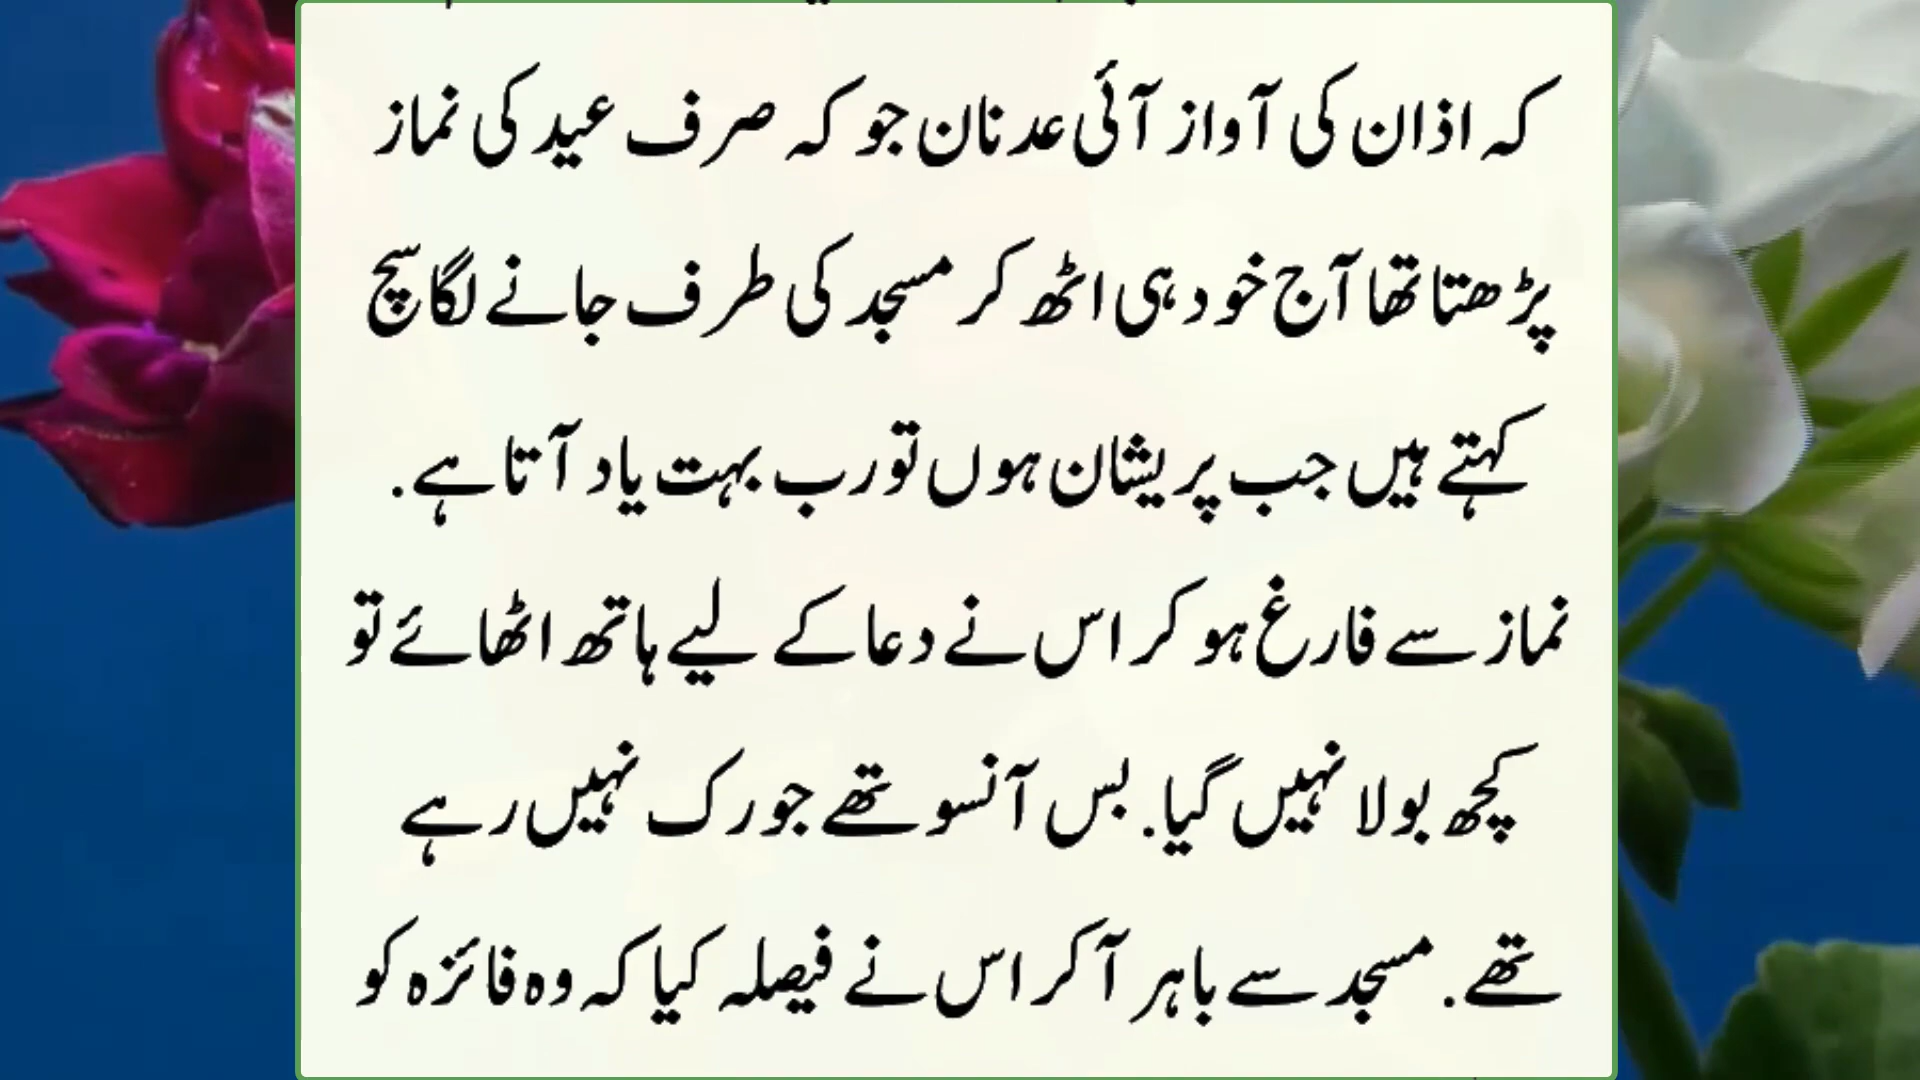 کہ اذان کی آواز آئی عدنان جو کہ صرف عید کی نماز
پڑھتا تھا آج خود ہی اٹھ کر مسجد کی طرف جانے لگا سچ
کہتے ہیں جب پریشان ہوں تو رب بہت یاد آتا ہے.
نماز سے فارغ ہو کر اس نے دعا کے لیے ہاتھ اٹھائے تو
کچھ بولا نہیں گیا. بس آنسو تھے جو رک نہیں رہے
تھے. مسجد سے باہر آکر اس نے فیصلہ کیا کہ وہ فائزہ کو